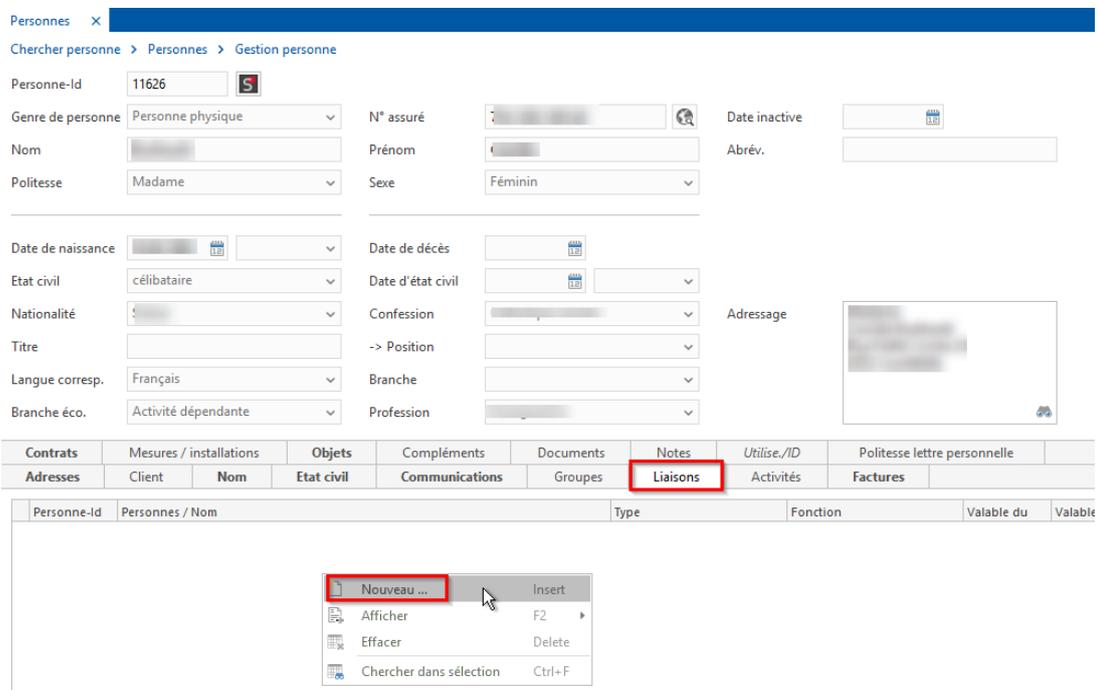 Personnes ×
Chercher personne > Personnes > Gestion personne
Personne-Id 11626 S
Genre de personne Personne physique N° assuré Date inactive
Nom Prénom Abrév.
Politesse Madame Sexe Féminin
Date de naissance Date de décès
Etat civil célibataire Date d'état civil
Nationalité Confession Adressage
Titre -> Position
Langue corresp. Français Branche
Branche éco. Activité dépendante Profession
Contrats Mesures / installations Objets Compléments Documents Notes Utilise./ID Politesse lettre personnelle
Adresses Client Nom Etat civil Communications Groupes Liaisons Activités Factures
Personne-Id Personnes / Nom Type Fonction Valable du Valable
Nouveau ... Insert
Afficher F2
Effacer Delete
Chercher dans sélection Ctrl+F